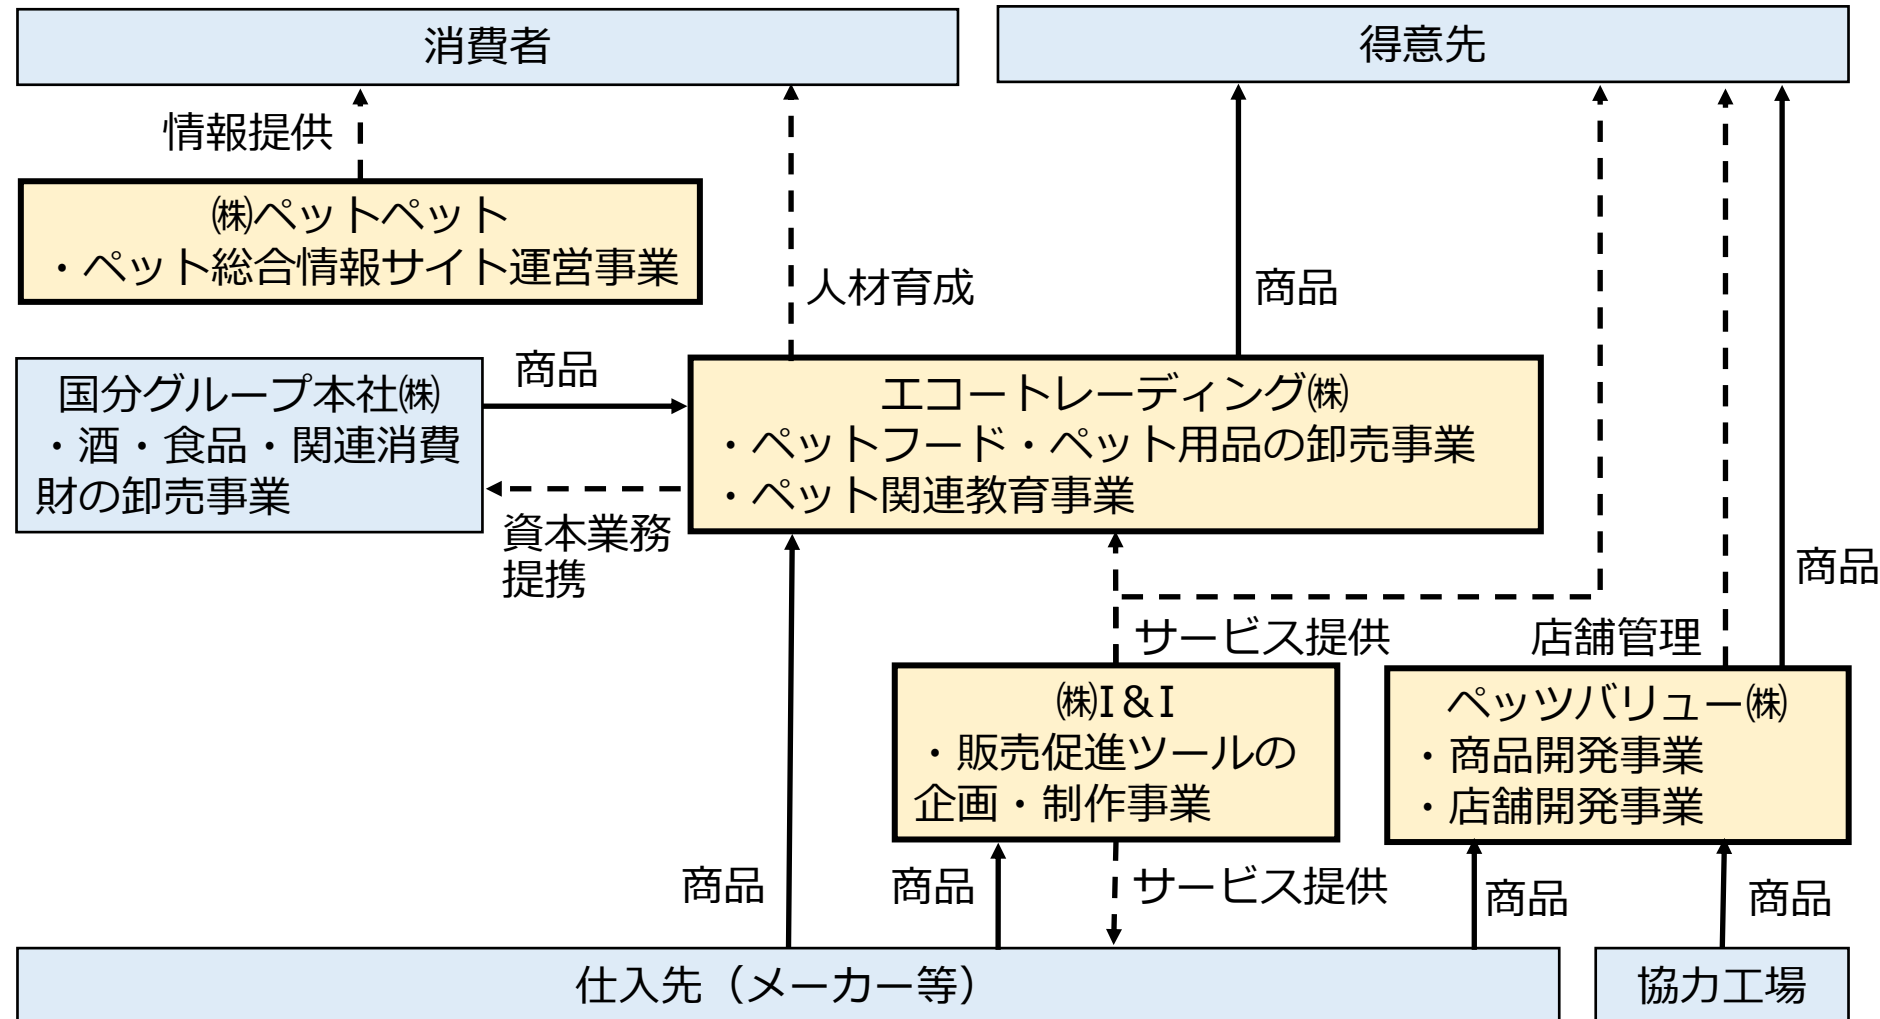 消費者
得意先
情報提供
㈱ペットペット
・ペット総合情報サイト運営事業
人材育成
商品
商品
国分グループ本社㈱
・酒・食品・関連消費
財の卸売事業
エコートレーディング㈱
・ペットフード・ペット用品の卸売事業
・ペット関連教育事業
資本業務
提携
商品
サービス提供
店舗管理
㈱I&I
・販売促進ツールの
企画・制作事業
ペッツバリュー㈱
・商品開発事業
・店舗開発事業
商品
商品
サービス提供
商品
商品
仕入先（メーカー等）
協力工場